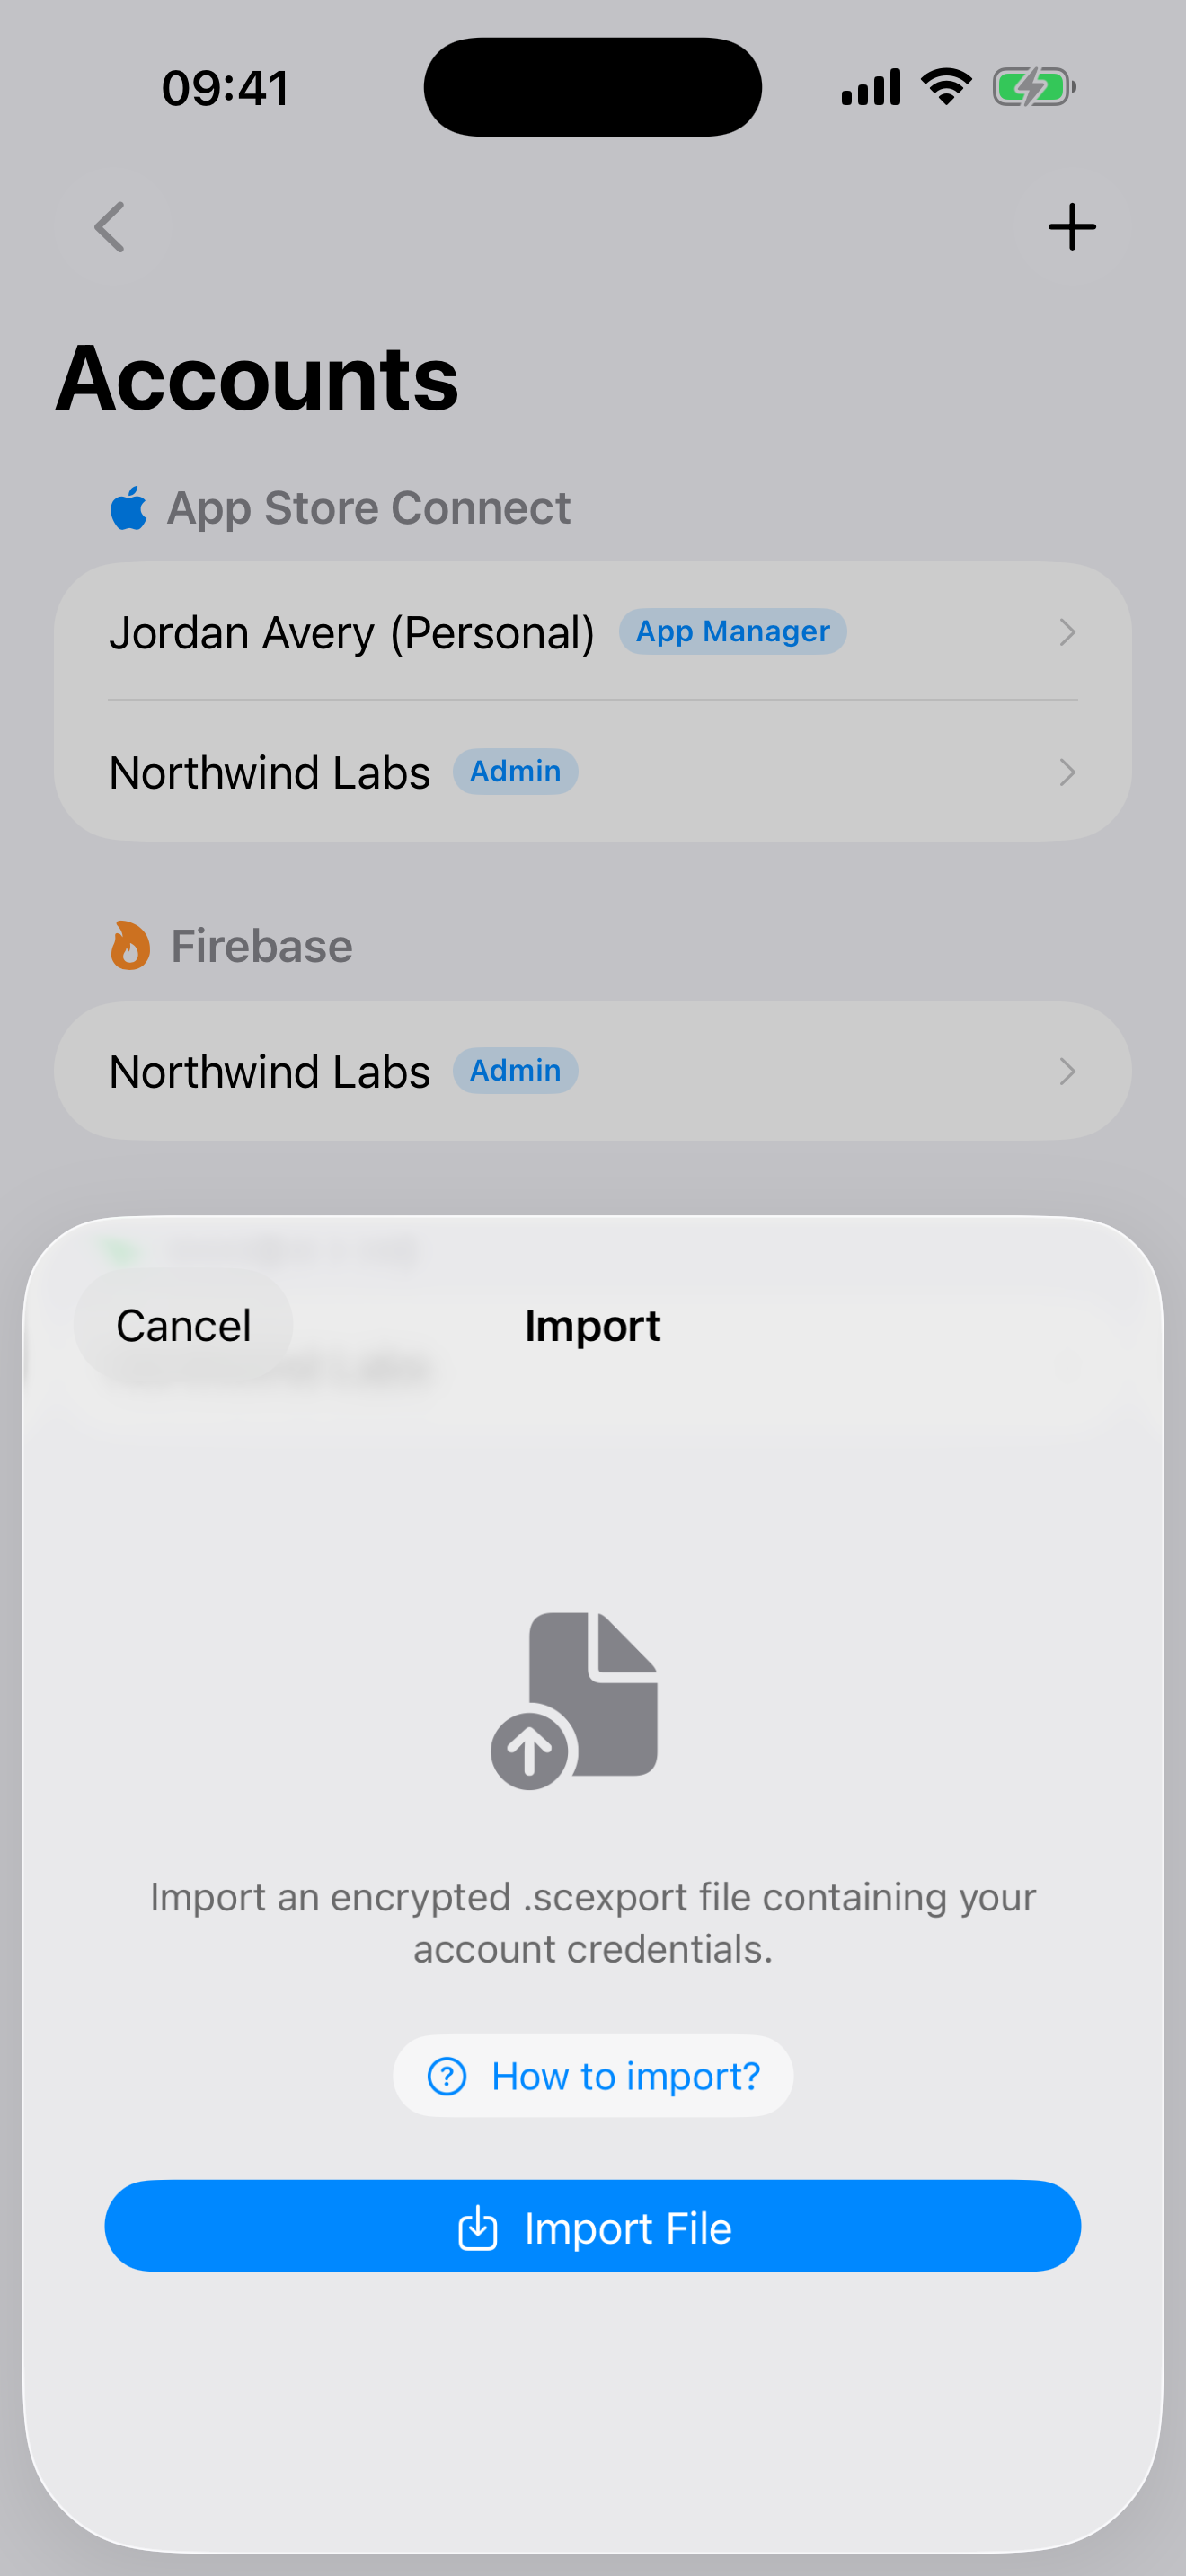 09:41
Accounts
App Store Connect
Jordan Avery (Personal) App Manager
Northwind Labs Admin
Firebase
Northwind Labs Admin
Cancel Import
Import an encrypted .scexport file containing your
account credentials.
? How to import?
Import File